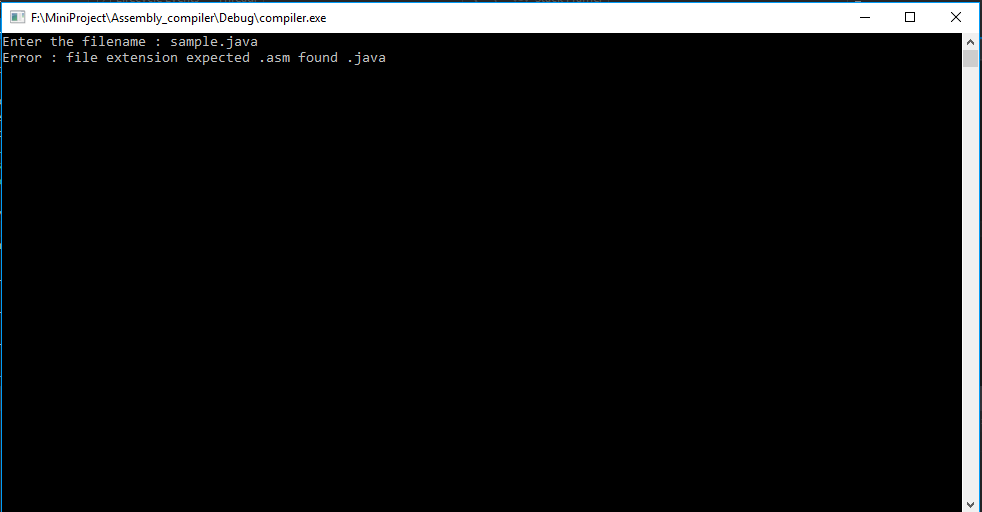 F:\MiniProject\Assembly_compiler\Debug\compiler.exe
Enter the filename : sample.java
Error : file extension expected .asm found .java